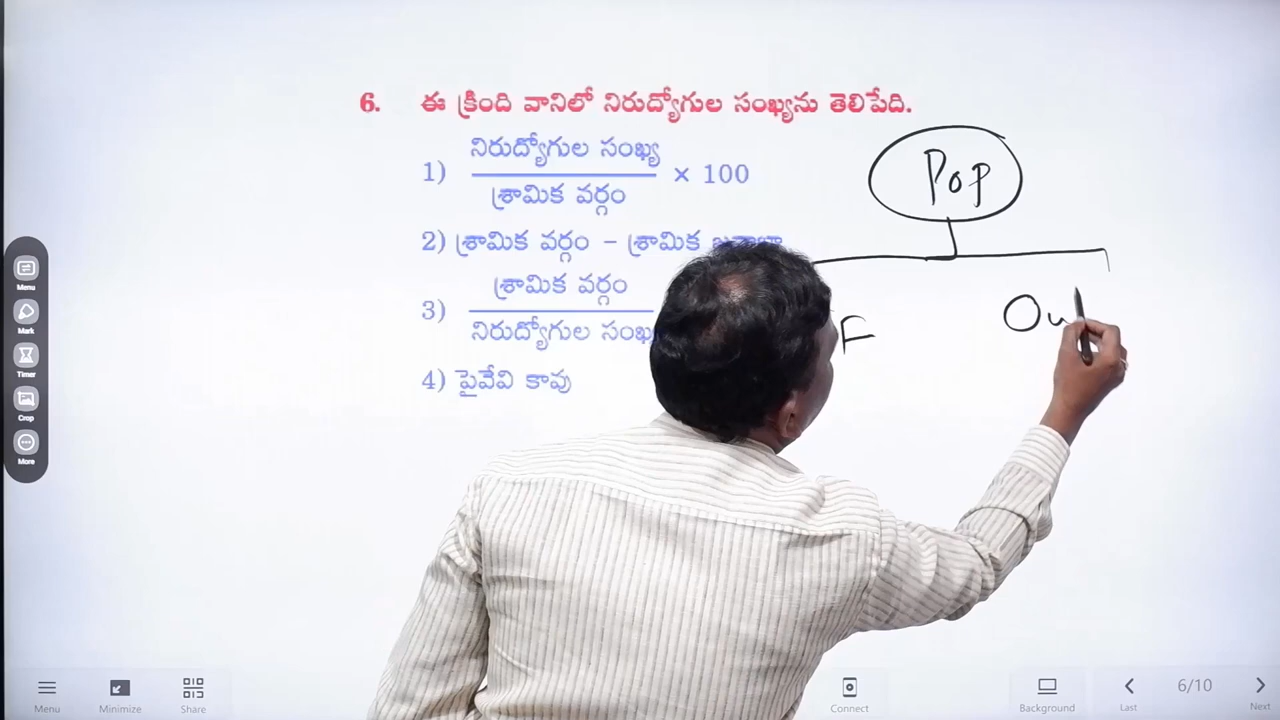 6. ఈ క్రింది వానిలో నిరుద్యోగుల సంఖ్యను తెలిపేది.
1) నిరుద్యోగుల సంఖ్య
శ్రామిక వర్గం
× 100
2) శ్రామిక వర్గం – శ్రామిక
3) శ్రామిక వర్గం
నిరుద్యోగుల
4) పైవేవి కావు
Pop
F
Ou
Menu
Mark
Timer
Crop
More
Menu
Minimize
Share
Connect
Background
Last
6/10
Next